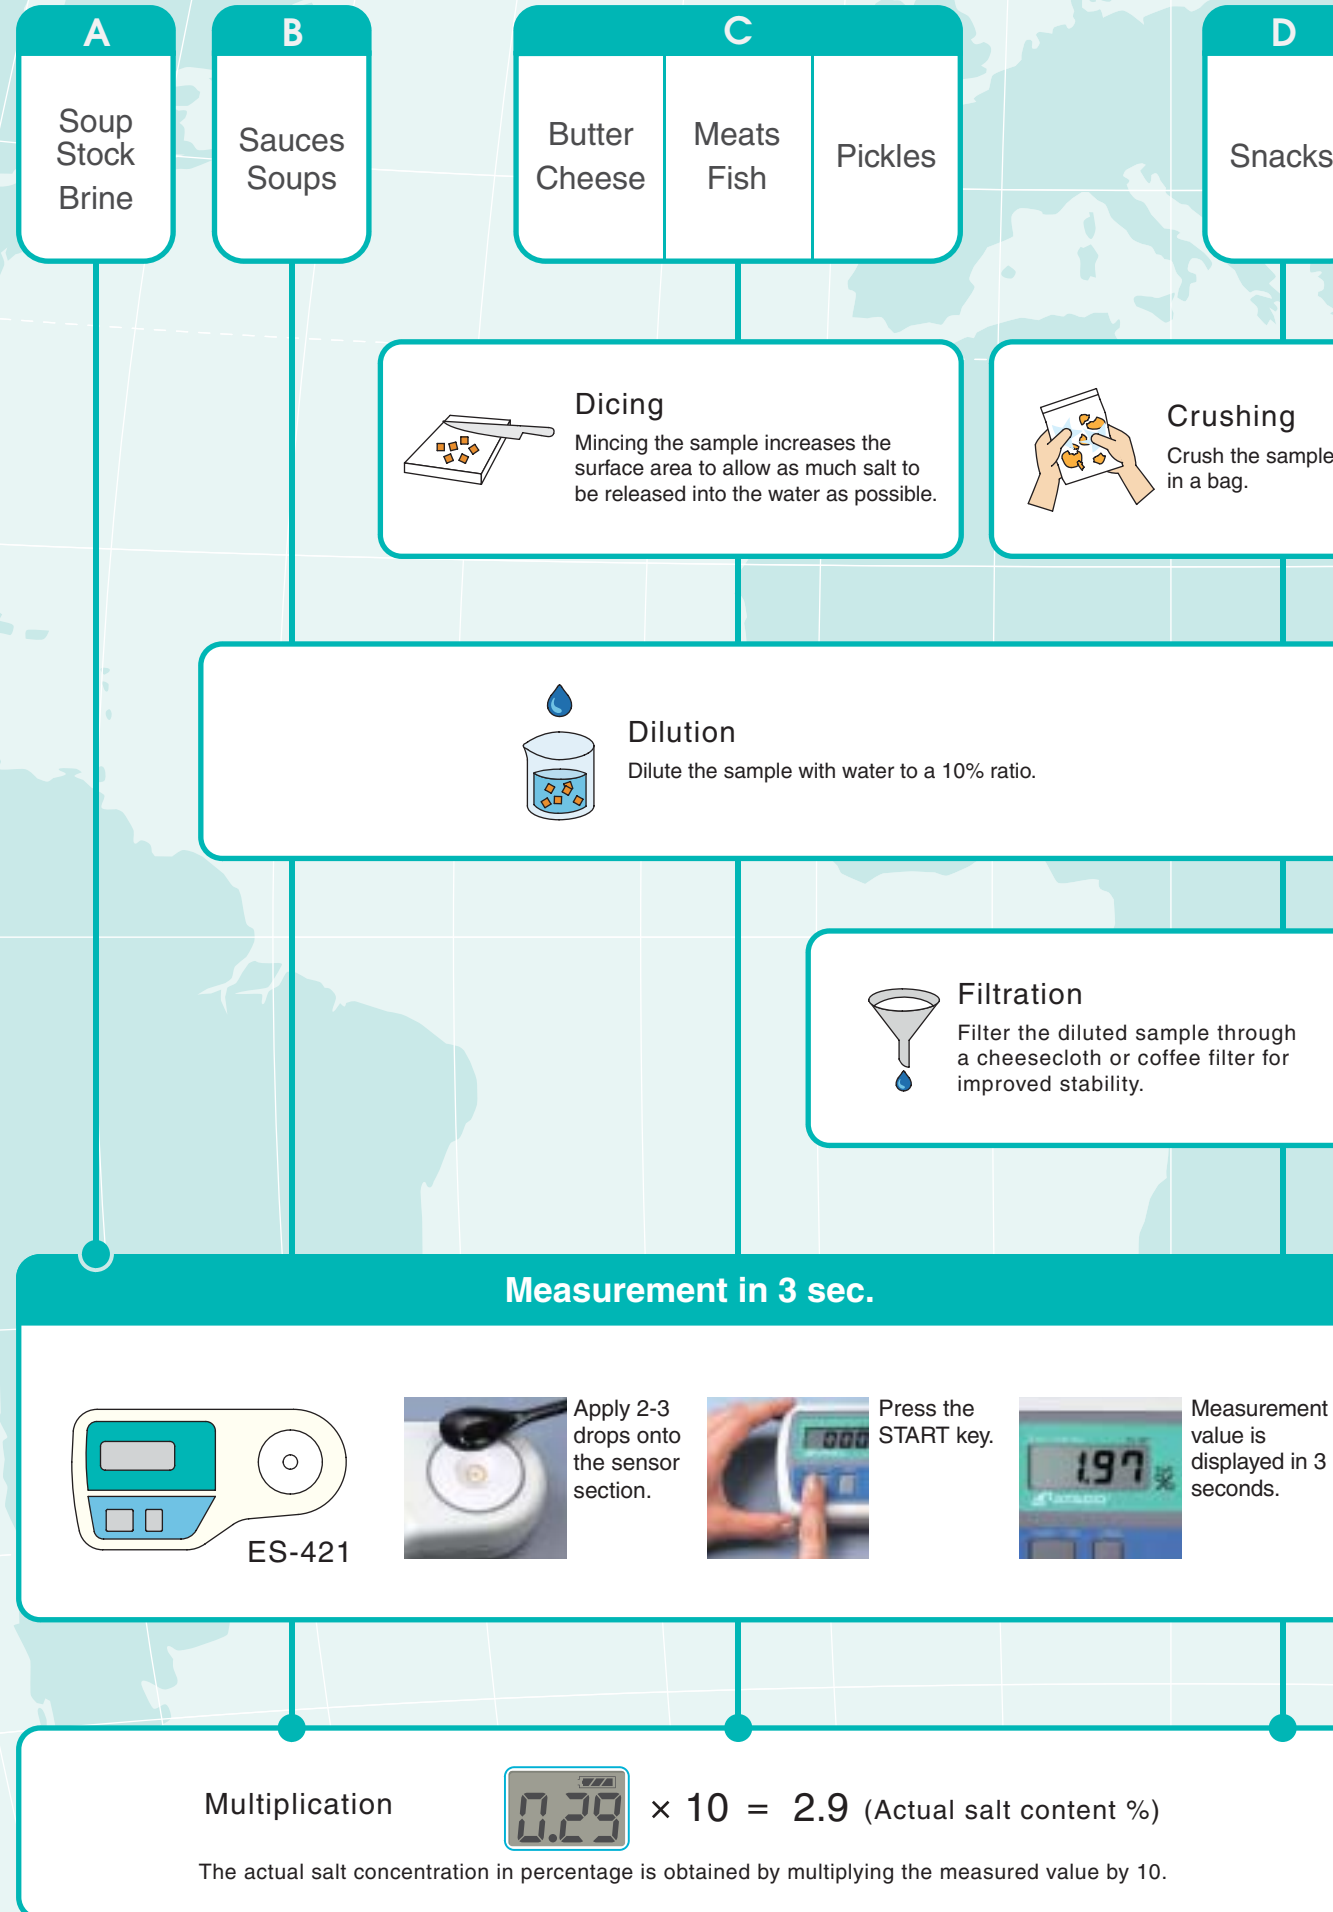 A
B
C
D
Soup
Stock
Brine
Sauces
Soups
Butter
Cheese
Meats
Fish
Pickles
Snacks
Dicing
Mincing the sample increases the
surface area to allow as much salt to
be released into the water as possible.
Crushing
Crush the sample
in a bag.
Dilution
Dilute the sample with water to a 10% ratio.
Filtration
Filter the diluted sample through
a cheesecloth or coffee filter for
improved stability.
Measurement in 3 sec.
ES-421
Apply 2-3
drops onto
the sensor
section.
000
Press the
START key.
1.97
ATAGO
Measurement
value is
displayed in 3
seconds.
Multiplication
0.29 × 10 = 2.9 (Actual salt content %)
The actual salt concentration in percentage is obtained by multiplying the measured value by 10.